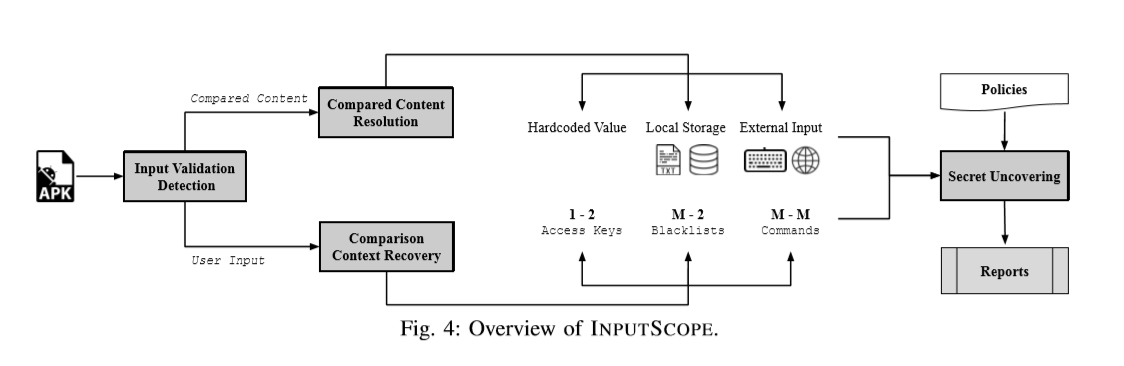 APK
Input Validation
Detection
Compared Content
Compared Content
Resolution
User Input
Comparison
Context Recovery
Hardcoded Value
Local Storage
External Input
TXT
1 - 2
Access Keys
M - 2
Blacklists
M - M
Commands
Policies
Secret Uncovering
Reports
Fig. 4: Overview of INPUTSCOPE.